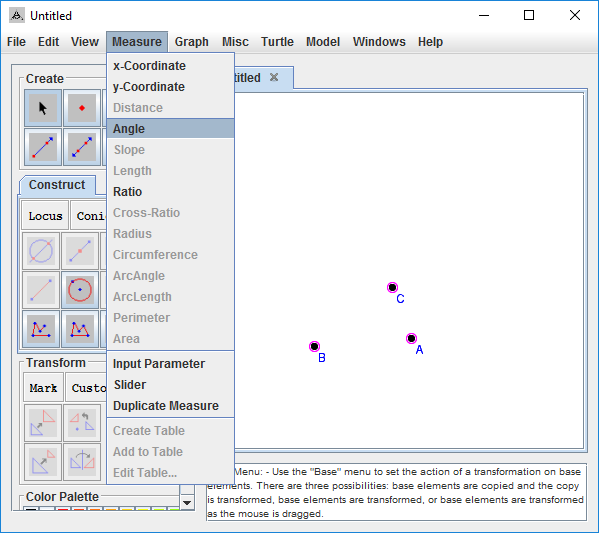 Untitled
File Edit View Measure Graph Misc Turtle Model Windows Help
x-Coordinate
y-Coordinate
Distance
Angle
Slope
Length
Ratio
Cross-Ratio
Radius
Circumference
ArcAngle
ArcLength
Perimeter
Area
Input Parameter
Slider
Duplicate Measure
Create Table
Add to Table
Edit Table...
Create
Construct
Locus Coni
Transform
Mark Custo
Color Palette
titled
C
A
B
Menu: - Use the "Base" menu to set the action of a transformation on base
elements. There are three possibilities: base elements are copied and the copy
is transformed, base elements are transformed, or base elements are transformed
as the mouse is dragged.